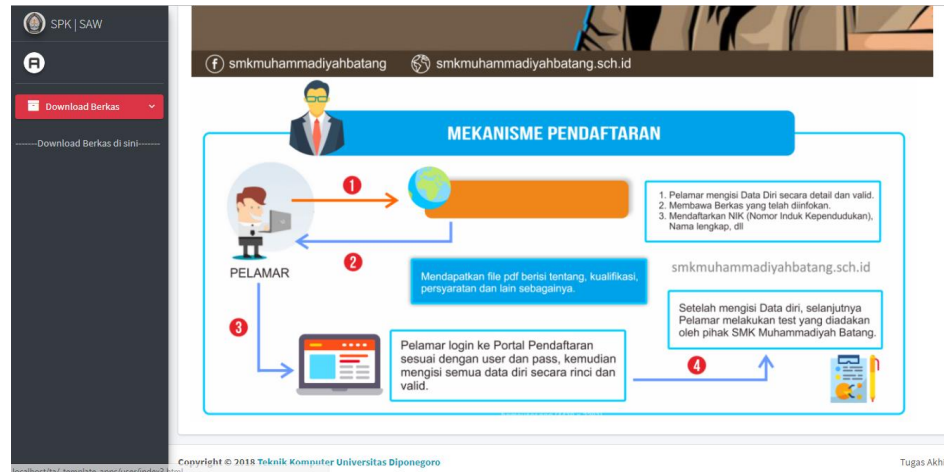 SPK | SAW
Download Berkas
-------Download Berkas di sini-------
smkmuhammadiyahbatang
smkmuhammadiyahbatang.sch.id
MEKANISME PENDAFTARAN
1
1. Pelamar mengisi Data Diri secara detail dan valid.
2. Membawa Berkas yang telah diinfokan.
3. Mendaftarkan NIK (Nomor Induk Kependudukan),
Nama lengkap, dll
PELAMAR
2
Mendapatkan file pdf berisi tentang, kualifikasi,
persyaratan dan lain sebagainya.
smkmuhammadiyahbatang.sch.id
3
Pelamar login ke Portal Pendaftaran
sesuai dengan user dan pass, kemudian
mengisi semua data diri secara rinci dan
valid.
4
Setelah mengisi Data diri, selanjutnya
Pelamar melakukan test yang diadakan
oleh pihak SMK Muhammadiyah Batang.
Copyright © 2018 Teknik Komputer Universitas Diponegoro
Tugas Akh